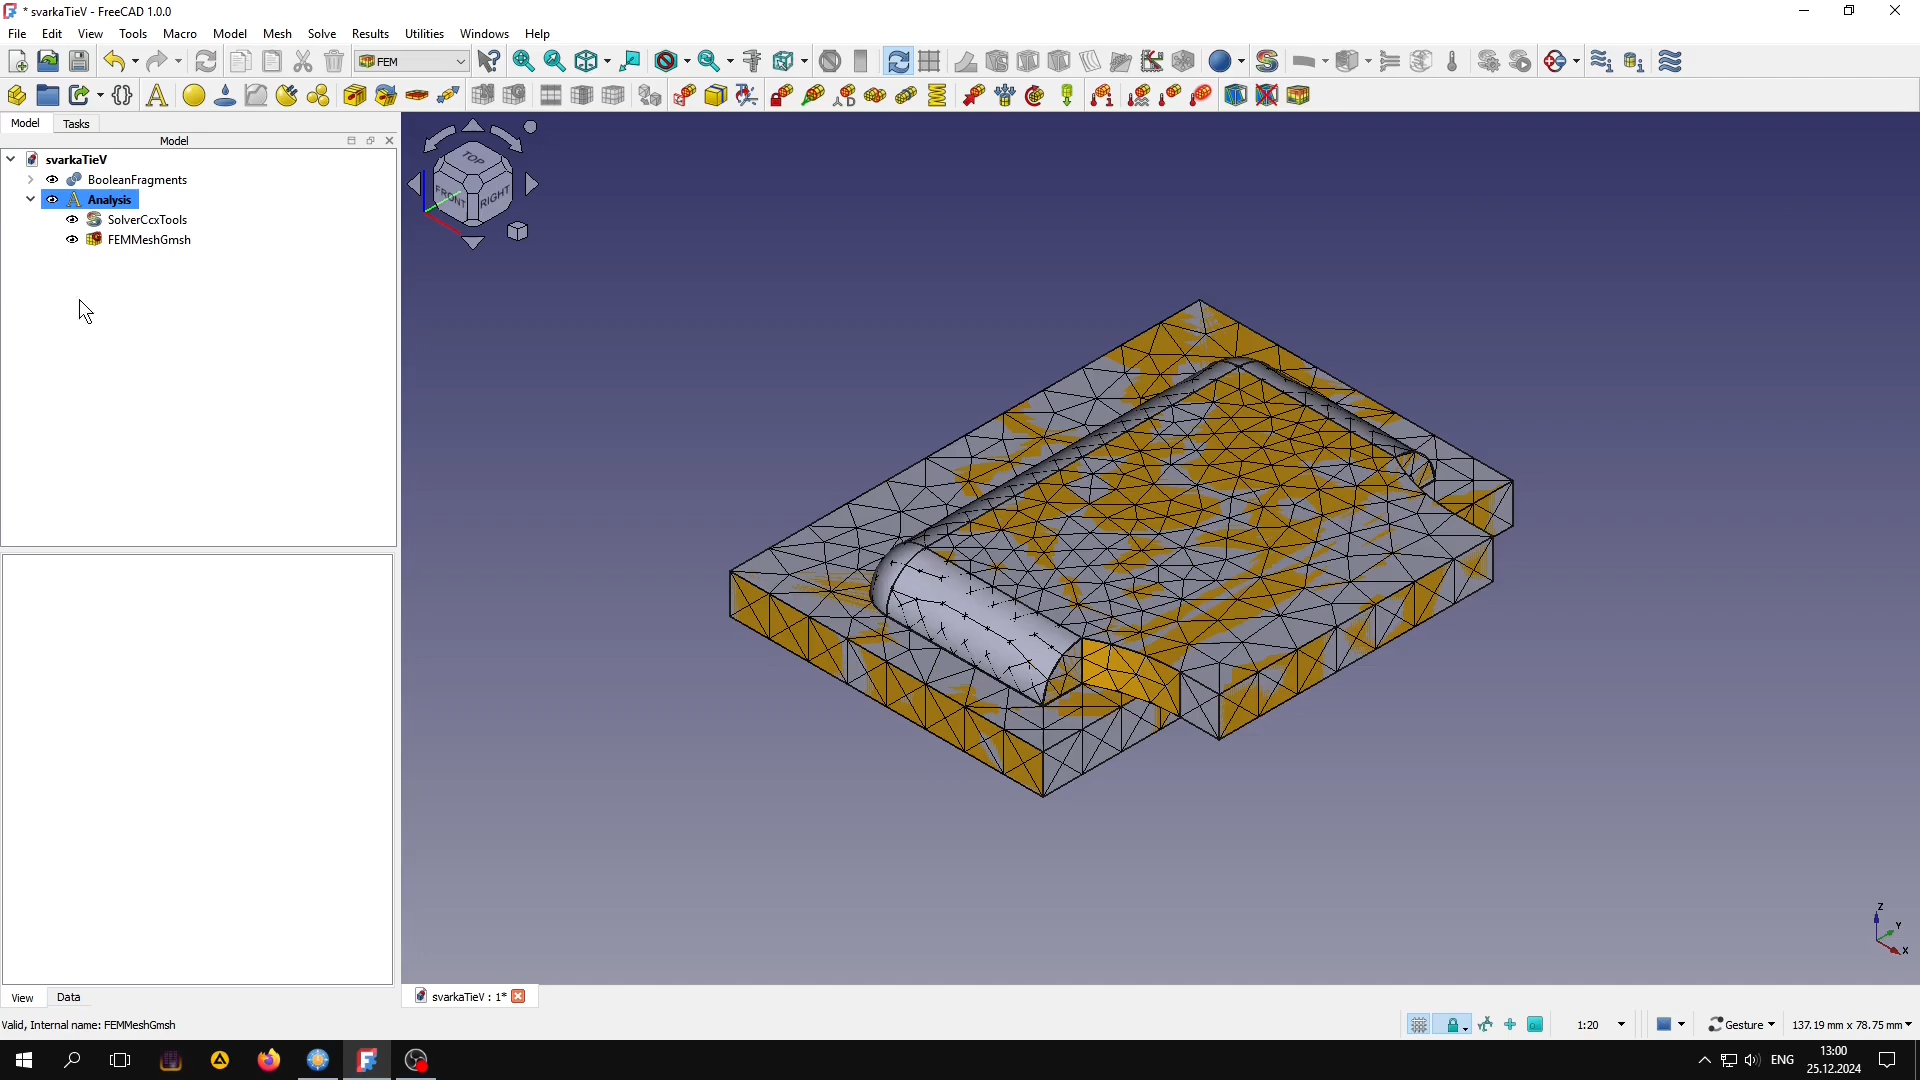 * svarkaTieV - FreeCAD 1.0.0
File Edit View Tools Macro Model Mesh Solve Results Utilities Windows Help
FEM
Model Tasks
Model
svarkaTieV
BooleanFragments
Analysis
SolverCcxTools
FEMMeshGmsh
TOP
FRONT RIGHT
Z
Y
X
View Data
svarkaTieV : 1*
Valid, Internal name: FEMMeshGmsh
1:20 Gesture 137.19 mm x 78.75 mm
ENG
13:00
25.12.2024